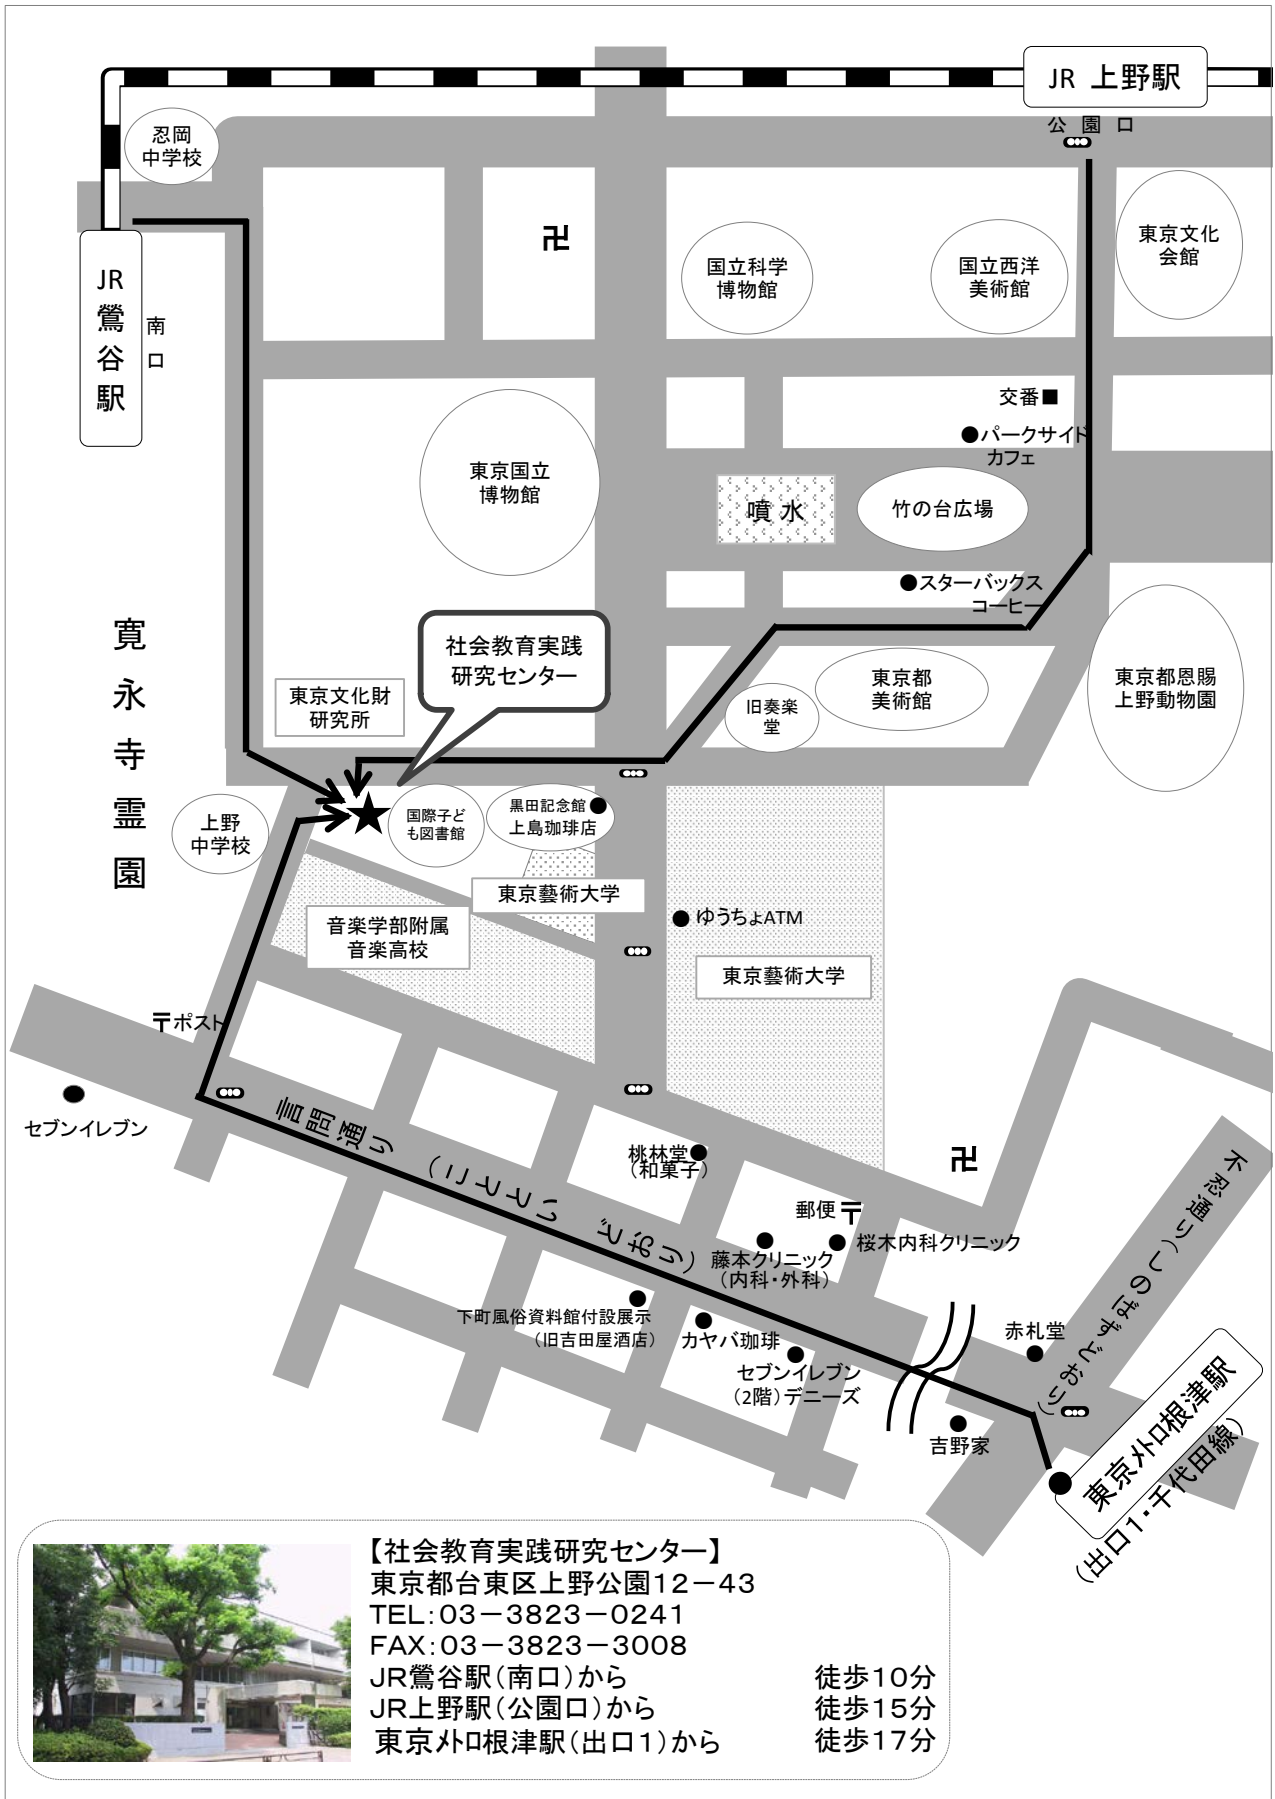 JR 上野駅
公園口
忍岡
中学校
JR
鶯
谷
駅
南
口
卍
国立科学
博物館
国立西洋
美術館
東京文化
会館
交番■
●パークサイド
カフェ
東京国立
博物館
噴水
竹の台広場
●スターバックス
コーヒー
寛
永
寺
霊
園
社会教育実践
研究センター
東京文化財
研究所
旧奏楽
堂
東京都
美術館
東京都恩賜
上野動物園
上野
中学校
★
国際子ど
も図書館
黒田記念館
上島珈琲店
東京藝術大学
音楽学部附属
音楽高校
●ゆうちょATM
東京藝術大学
〒ポスト
セブンイレブン
言問通り（ことといどおり）
桃林堂
（和菓子）
卍
郵便〒
藤本クリニック
（内科・外科）
桜木内科クリニック
不忍通り（しのばずどおり）
下町風俗資料館付設展示
（旧吉田屋酒店）
カヤバ珈琲
セブンイレブン
（2階）デニーズ
赤札堂
吉野家
東京メトロ根津駅
（出口1・千代田線）
【社会教育実践研究センター】
東京都台東区上野公園12－43
TEL：03－3823－0241
FAX：03－3823－3008
JR鶯谷駅（南口）から 徒歩10分
JR上野駅（公園口）から 徒歩15分
東京メトロ根津駅（出口1）から 徒歩17分